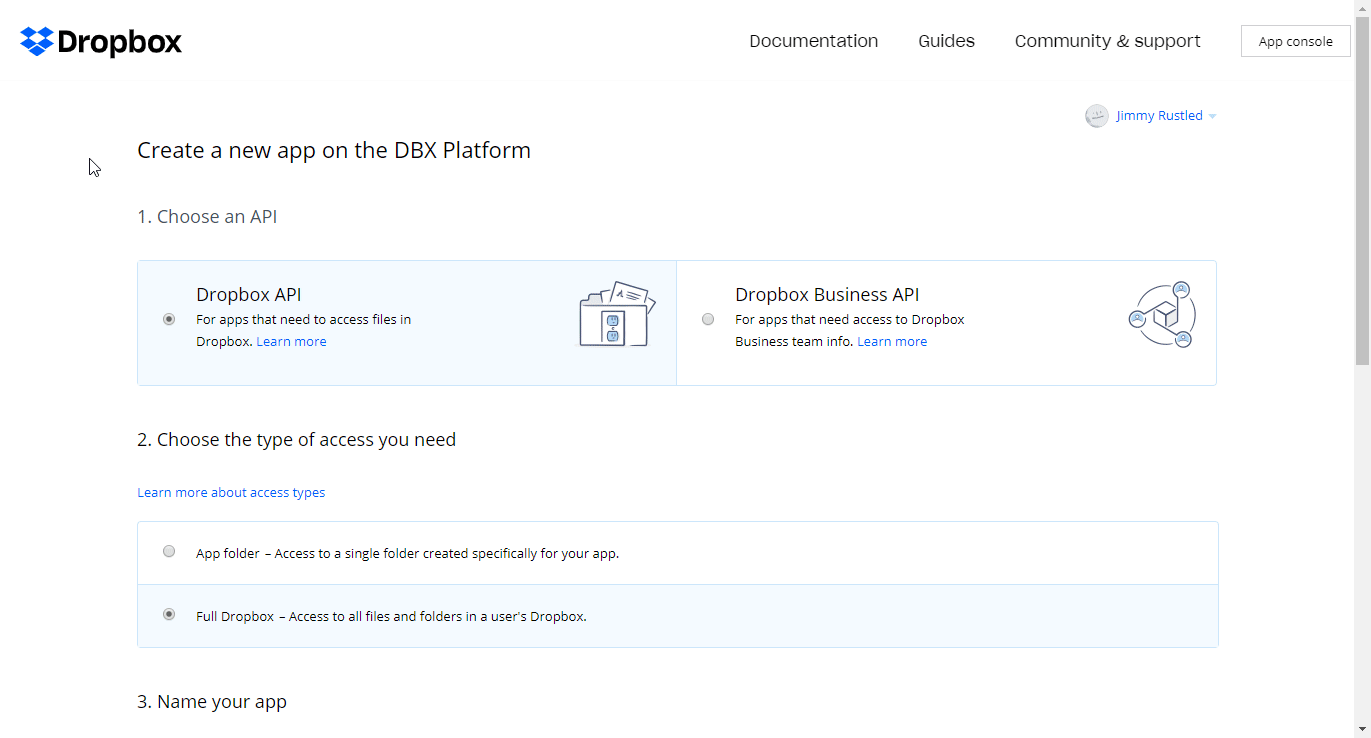 Dropbox
Documentation
Guides
Community & support
App console
Jimmy Rustled
Create a new app on the DBX Platform
1. Choose an API
Dropbox API
For apps that need to access files in
Dropbox. Learn more
Dropbox Business API
For apps that need access to Dropbox
Business team info. Learn more
2. Choose the type of access you need
Learn more about access types
App folder – Access to a single folder created specifically for your app.
Full Dropbox – Access to all files and folders in a user's Dropbox.
3. Name your app